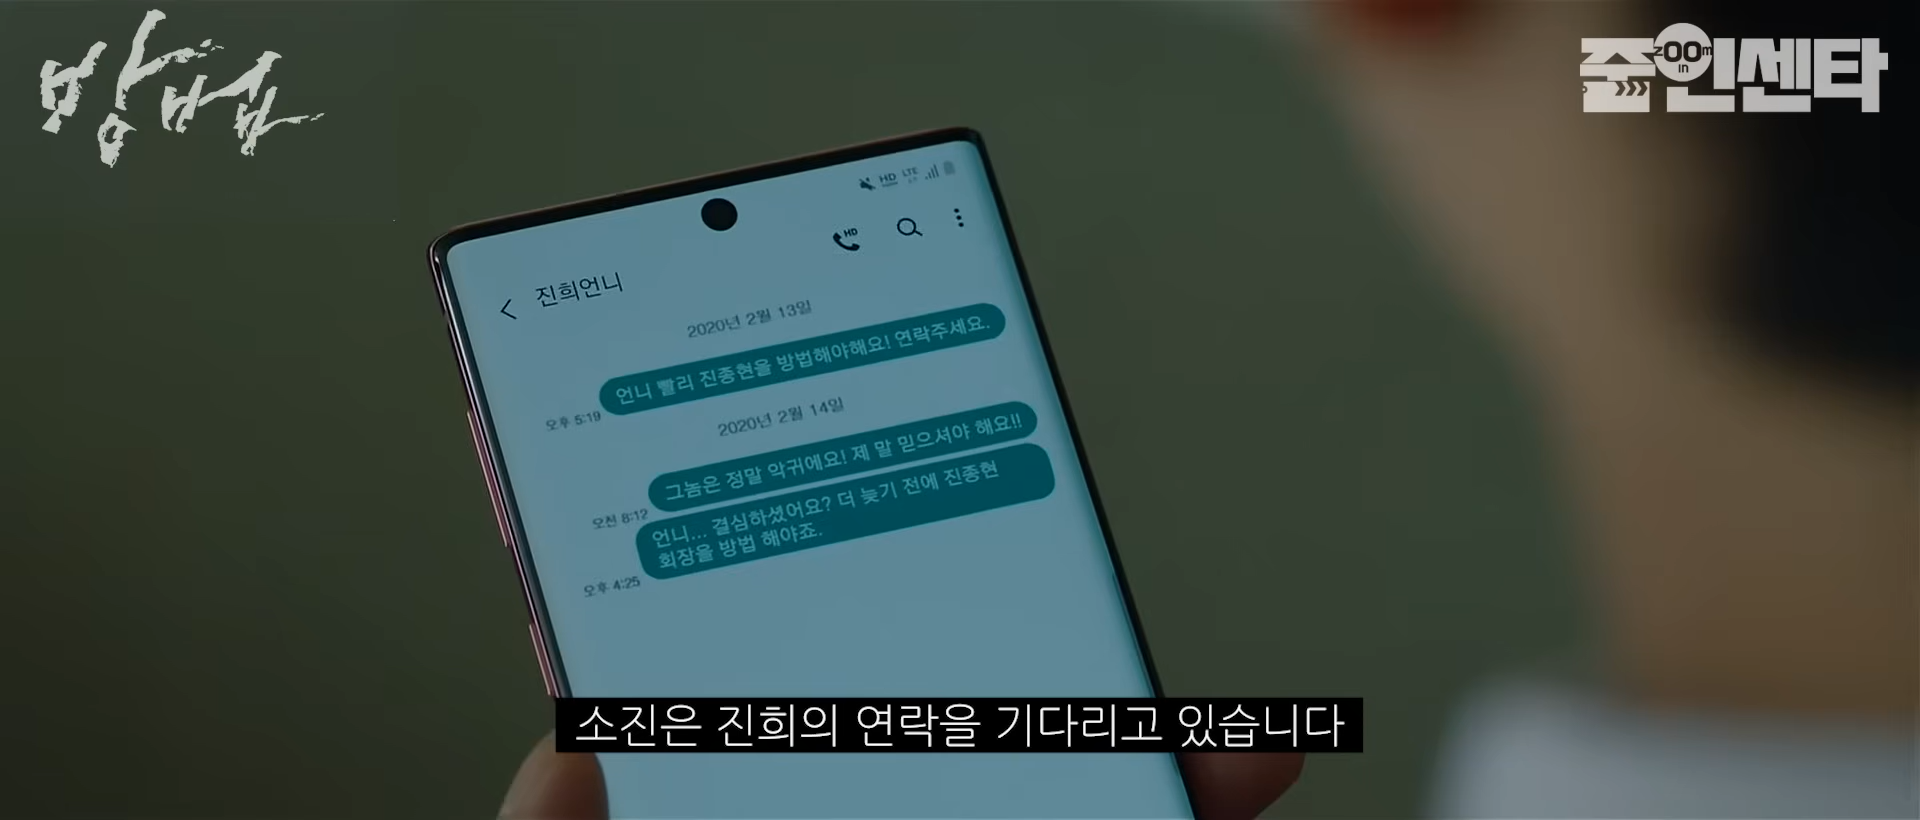 방법
줌인센타
zoom
in
HD
LTE
HD
진희언니
2020년 2월 13일
언니 빨리 진종현을 방법해야해요! 연락주세요.
오후 5:19
2020년 2월 14일
그놈은 정말 악귀에요! 제 말 믿으셔야 해요!!
오전 8:12
언니... 결심하셨어요? 더 늦기 전에 진종현
회장을 방법 해야죠.
오후 4:25
소진은 진희의 연락을 기다리고 있습니다